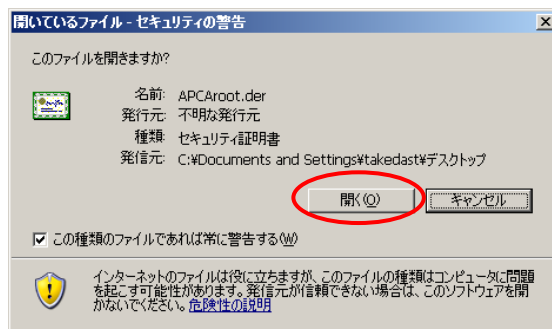 開いているファイル - セキュリティの警告
このファイルを開きますか?
名前: APCAroot.der
発行元: 不明な発行元
種類: セキュリティ証明書
発信元: C:¥Documents and Settings¥takedast¥デスクトップ
開く(O) キャンセル
この種類のファイルであれば常に警告する(W)
インターネットのファイルは役に立ちますが、このファイルの種類はコンピュータに問題
を起こす可能性があります。発信元が信頼できない場合は、このソフトウェアを開
かないでください。危険性の説明